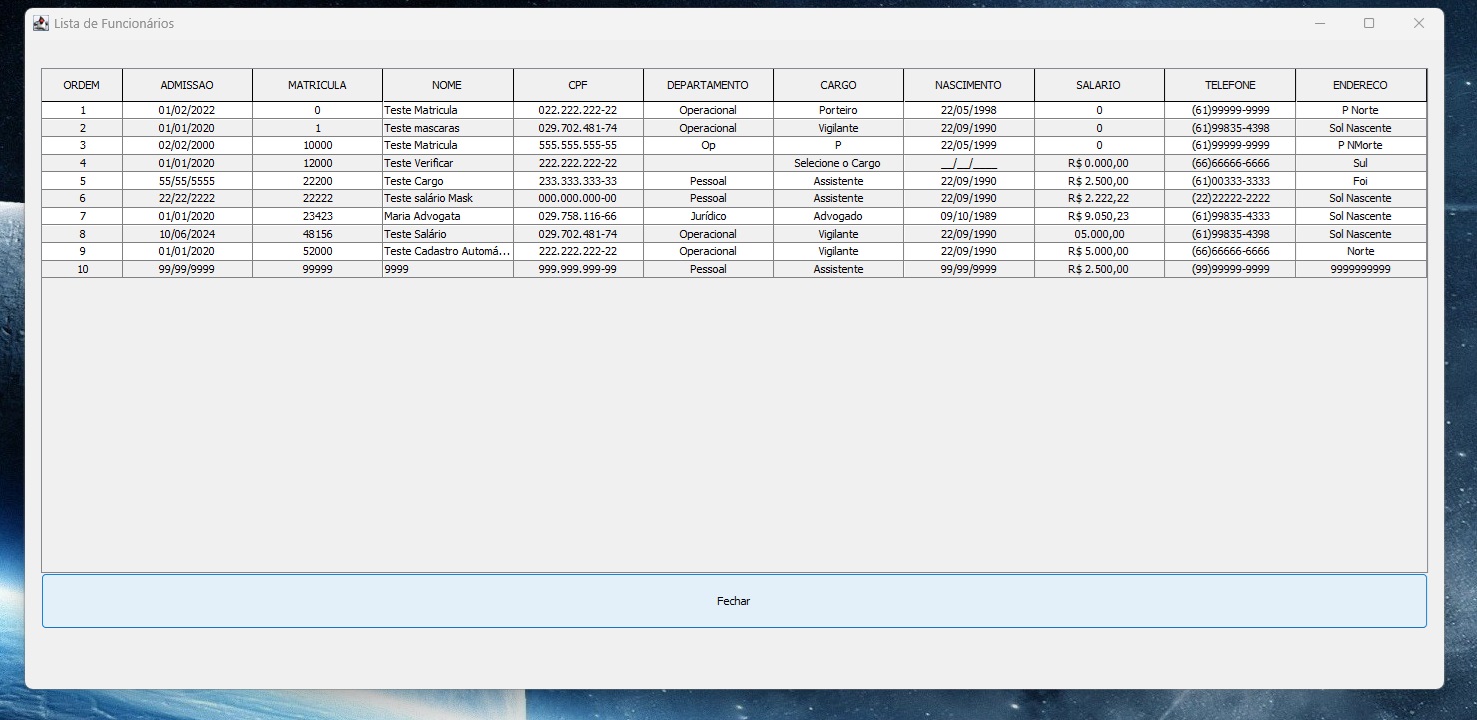 Lista de Funcionários
ORDEM ADMISSAO MATRICULA NOME CPF DEPARTAMENTO CARGO NASCIMENTO SALARIO TELEFONE ENDERECO
1 01/02/2022 0 Teste Matricula 022.222.222-22 Operacional Porteiro 22/05/1998 0 (61)99999-9999 P Norte
2 01/01/2020 1 Teste mascaras 029.702.481-74 Operacional Vigilante 22/09/1990 0 (61)99835-4398 Sol Nascente
3 02/02/2000 10000 Teste Matricula 555.555.555-55 Op P 22/05/1999 0 (61)99999-9999 P NMorte
4 01/01/2020 12000 Teste Verificar 222.222.222-22 Selecione o Cargo __/__/____ R$ 0.000,00 (66)66666-6666 Sul
5 55/55/5555 22200 Teste Cargo 233.333.333-33 Pessoal Assistente 22/09/1990 R$ 2.500,00 (61)00333-3333 Foi
6 22/22/2222 22222 Teste salário Mask 000.000.000-00 Pessoal Assistente 22/09/1990 R$ 2.222,22 (22)22222-2222 Sol Nascente
7 01/01/2020 23423 Maria Advogata 029.758.116-66 Jurídico Advogado 09/10/1989 R$ 9.050,23 (61)99835-4333 Sol Nascente
8 10/06/2024 48156 Teste Salário 029.702.481-74 Operacional Vigilante 22/09/1990 05.000,00 (61)99835-4398 Sol Nascente
9 01/01/2020 52000 Teste Cadastro Automá... 222.222.222-22 Operacional Vigilante 22/09/1990 R$ 5.000,00 (66)66666-6666 Norte
10 99/99/9999 99999 9999 999.999.999-99 Pessoal Assistente 99/99/9999 R$ 2.500,00 (99)99999-9999 9999999999
Fechar